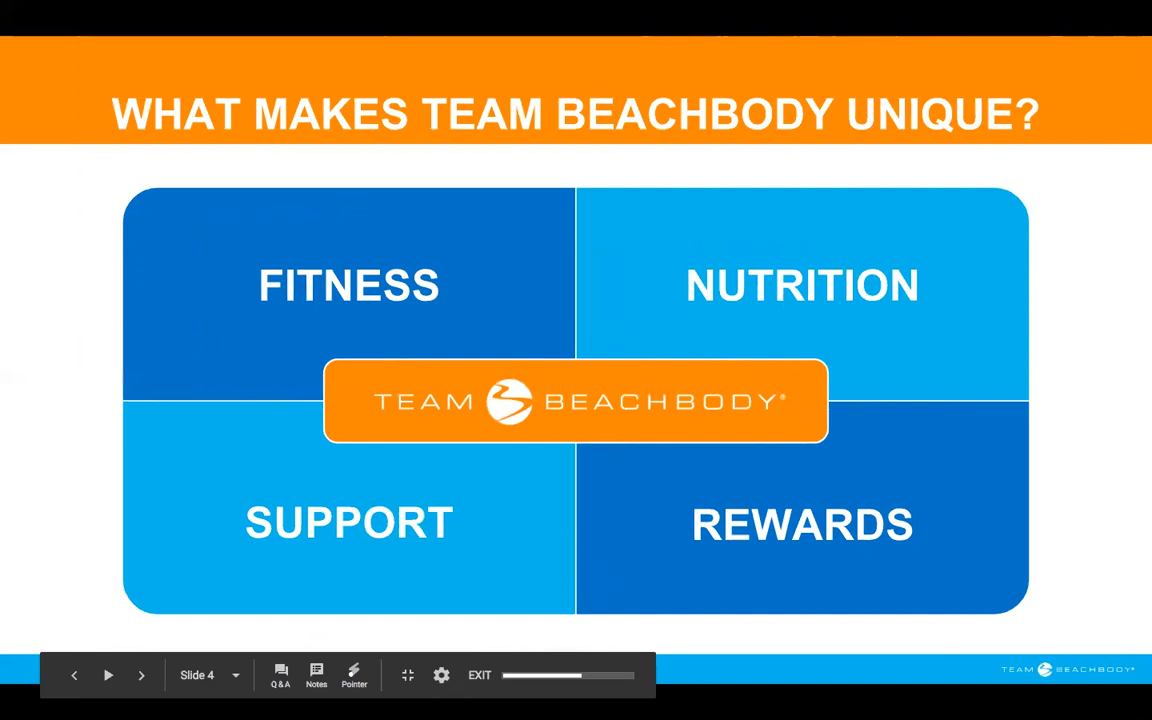 WHAT MAKES TEAM BEACHBODY UNIQUE?
FITNESS
NUTRITION
TEAM BEACHBODY®
SUPPORT
REWARDS
Slide 4
Q&A
Notes
Pointer
EXIT
TEAM BEACHBODY®